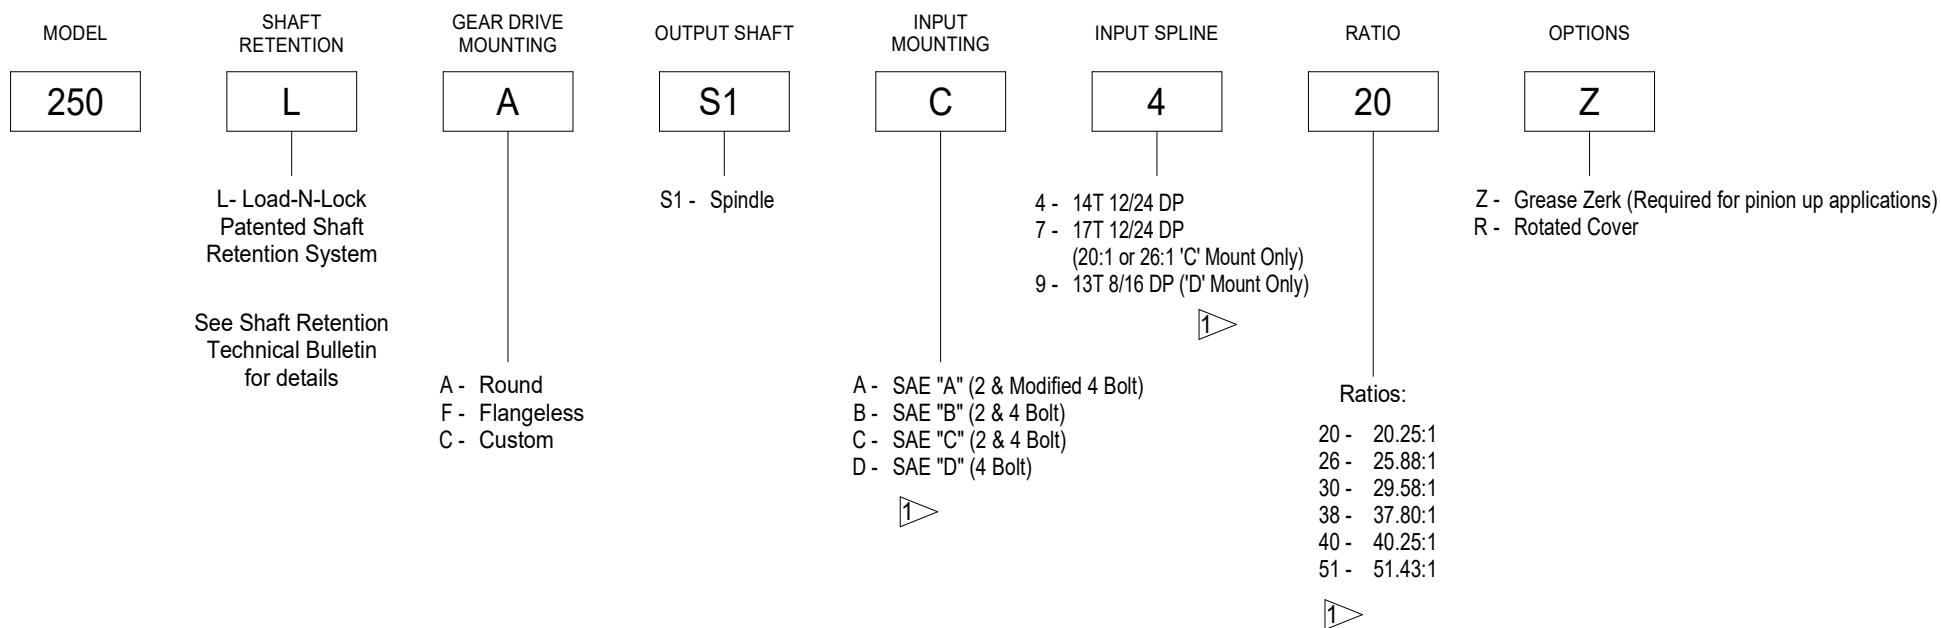 MODEL
SHAFT
RETENTION
GEAR DRIVE
MOUNTING
OUTPUT SHAFT
INPUT
MOUNTING
INPUT SPLINE
RATIO
OPTIONS
250
L
A
S1
C
4
20
Z
L- Load-N-Lock
Patented Shaft
Retention System
See Shaft Retention
Technical Bulletin
for details
A - Round
F - Flangeless
C - Custom
S1 - Spindle
A - SAE "A" (2 & Modified 4 Bolt)
B - SAE "B" (2 & 4 Bolt)
C - SAE "C" (2 & 4 Bolt)
D - SAE "D" (4 Bolt)
1
4 - 14T 12/24 DP
7 - 17T 12/24 DP
(20:1 or 26:1 'C' Mount Only)
9 - 13T 8/16 DP ('D' Mount Only)
1
Ratios:
20 - 20.25:1
26 - 25.88:1
30 - 29.58:1
38 - 37.80:1
40 - 40.25:1
51 - 51.43:1
1
Z - Grease Zerk (Required for pinion up applications)
R - Rotated Cover